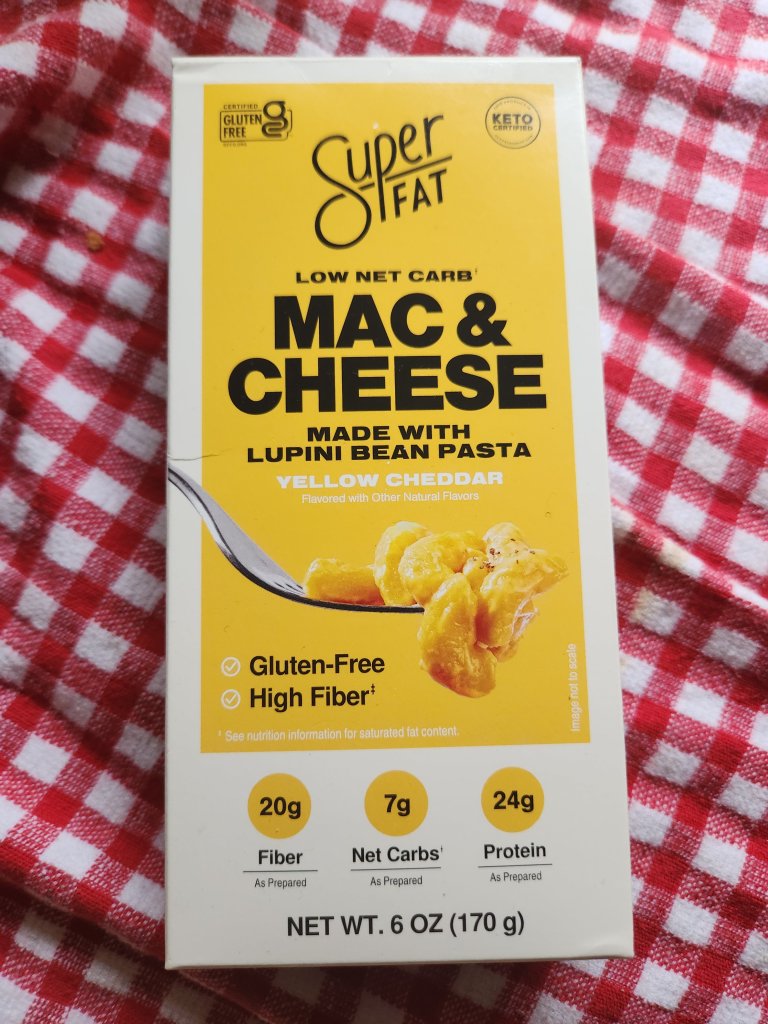 CERTIFIED
GLUTEN
FREE
GFCO.ORG
KETO
CERTIFIED
Super
FAT
LOW NET CARB†
MAC &
CHEESE
MADE WITH
LUPINI BEAN PASTA
YELLOW CHEDDAR
Flavored with Other Natural Flavors
Gluten-Free
High Fiber‡
Image not to scale
‡ See nutrition information for saturated fat content.
20g
Fiber
As Prepared
7g
Net Carbs†
As Prepared
24g
Protein
As Prepared
NET WT. 6 OZ (170 g)